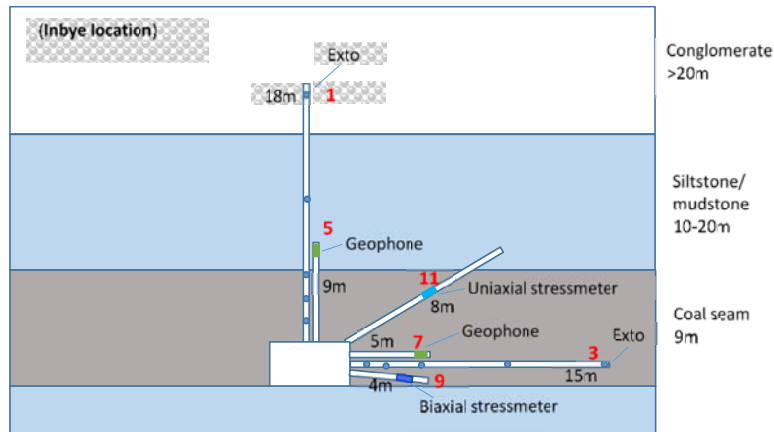 (Inbye location)
Exto
18m
1
Conglomerate
>20m
Siltstone/
mudstone
10-20m
5
Geophone
9m
11
Uniaxial stressmeter
8m
Coal seam
9m
5m
7
Geophone
3
Exto
15m
4m
9
Biaxial stressmeter